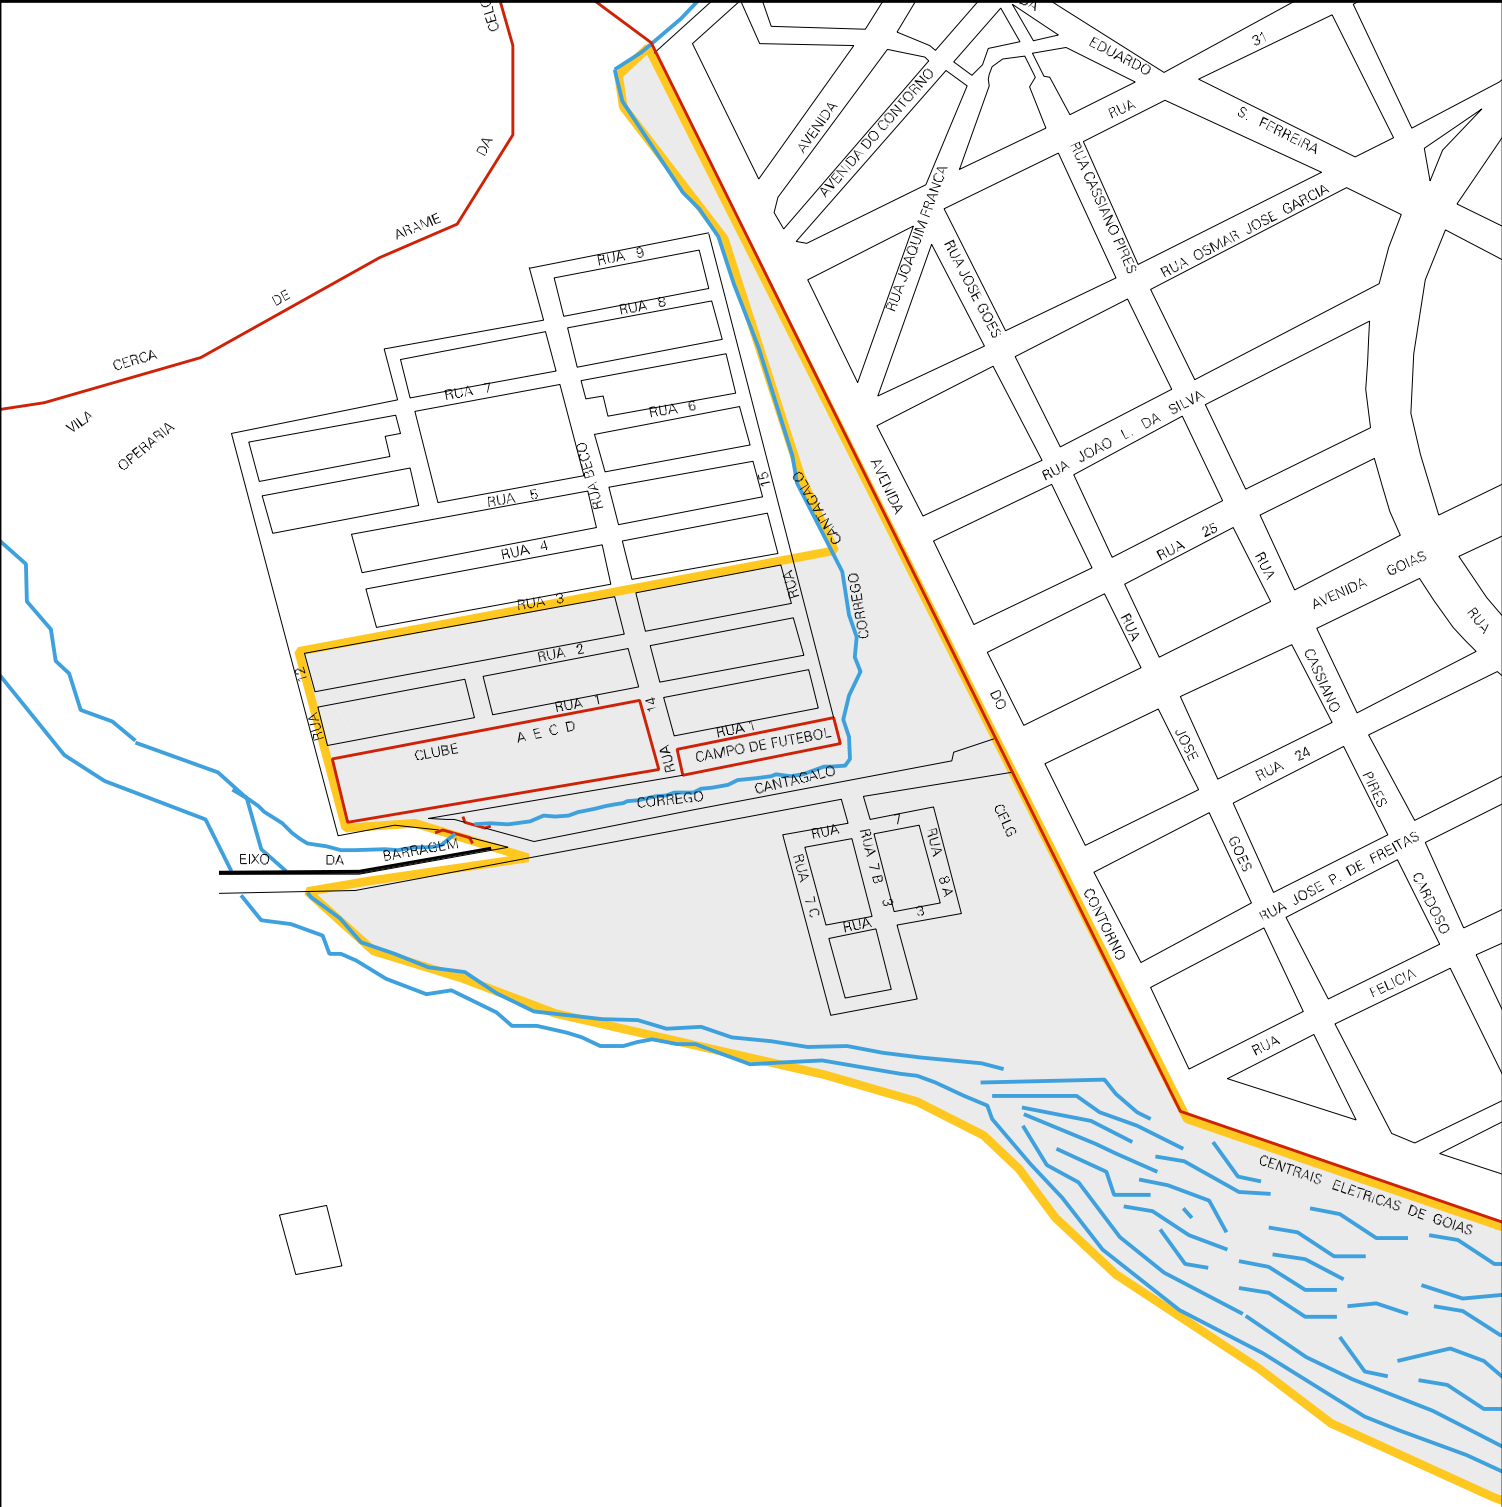 CELG
DA
ARAME
DE
CERCA
VILA
OPERARIA
DA
EDUARDO
31
RUA
S. FERREIRA
AVENIDA
AVENIDA DO CONTORNO
RUA CASSIANO PIRES
RUA JOAQUIM FRANCA
RUA OSMAR JOSE GARCIA
RUA JOSE GOES
RUA 9
RUA 8
RUA 7
RUA 6
RUA BECO
RUA 5
RUA 4
15
RUA
CANTAGALO
CORREGO
RUA 3
RUA 2
RUA 1
12
RUA
14
RUA
CLUBE
A E C D
RUA 1
CAMPO DE FUTEBOL
CORREGO
CANTAGALO
EIXO
DA
BARRAGEM
AVENIDA
DO
CELG
CONTORNO
RUA JOAO L. DA SILVA
RUA 25
RUA
AVENIDA GOIAS
RUA
RUA
CASSIANO
JOSE
RUA 24
PIRES
GOES
RUA JOSE P. DE FREITAS
CARDOSO
FELICIA
RUA
RUA
7
RUA 7 B
3
RUA
8 A
RUA
7 C
RUA
3
CENTRAIS ELETRICAS DE GOIAS